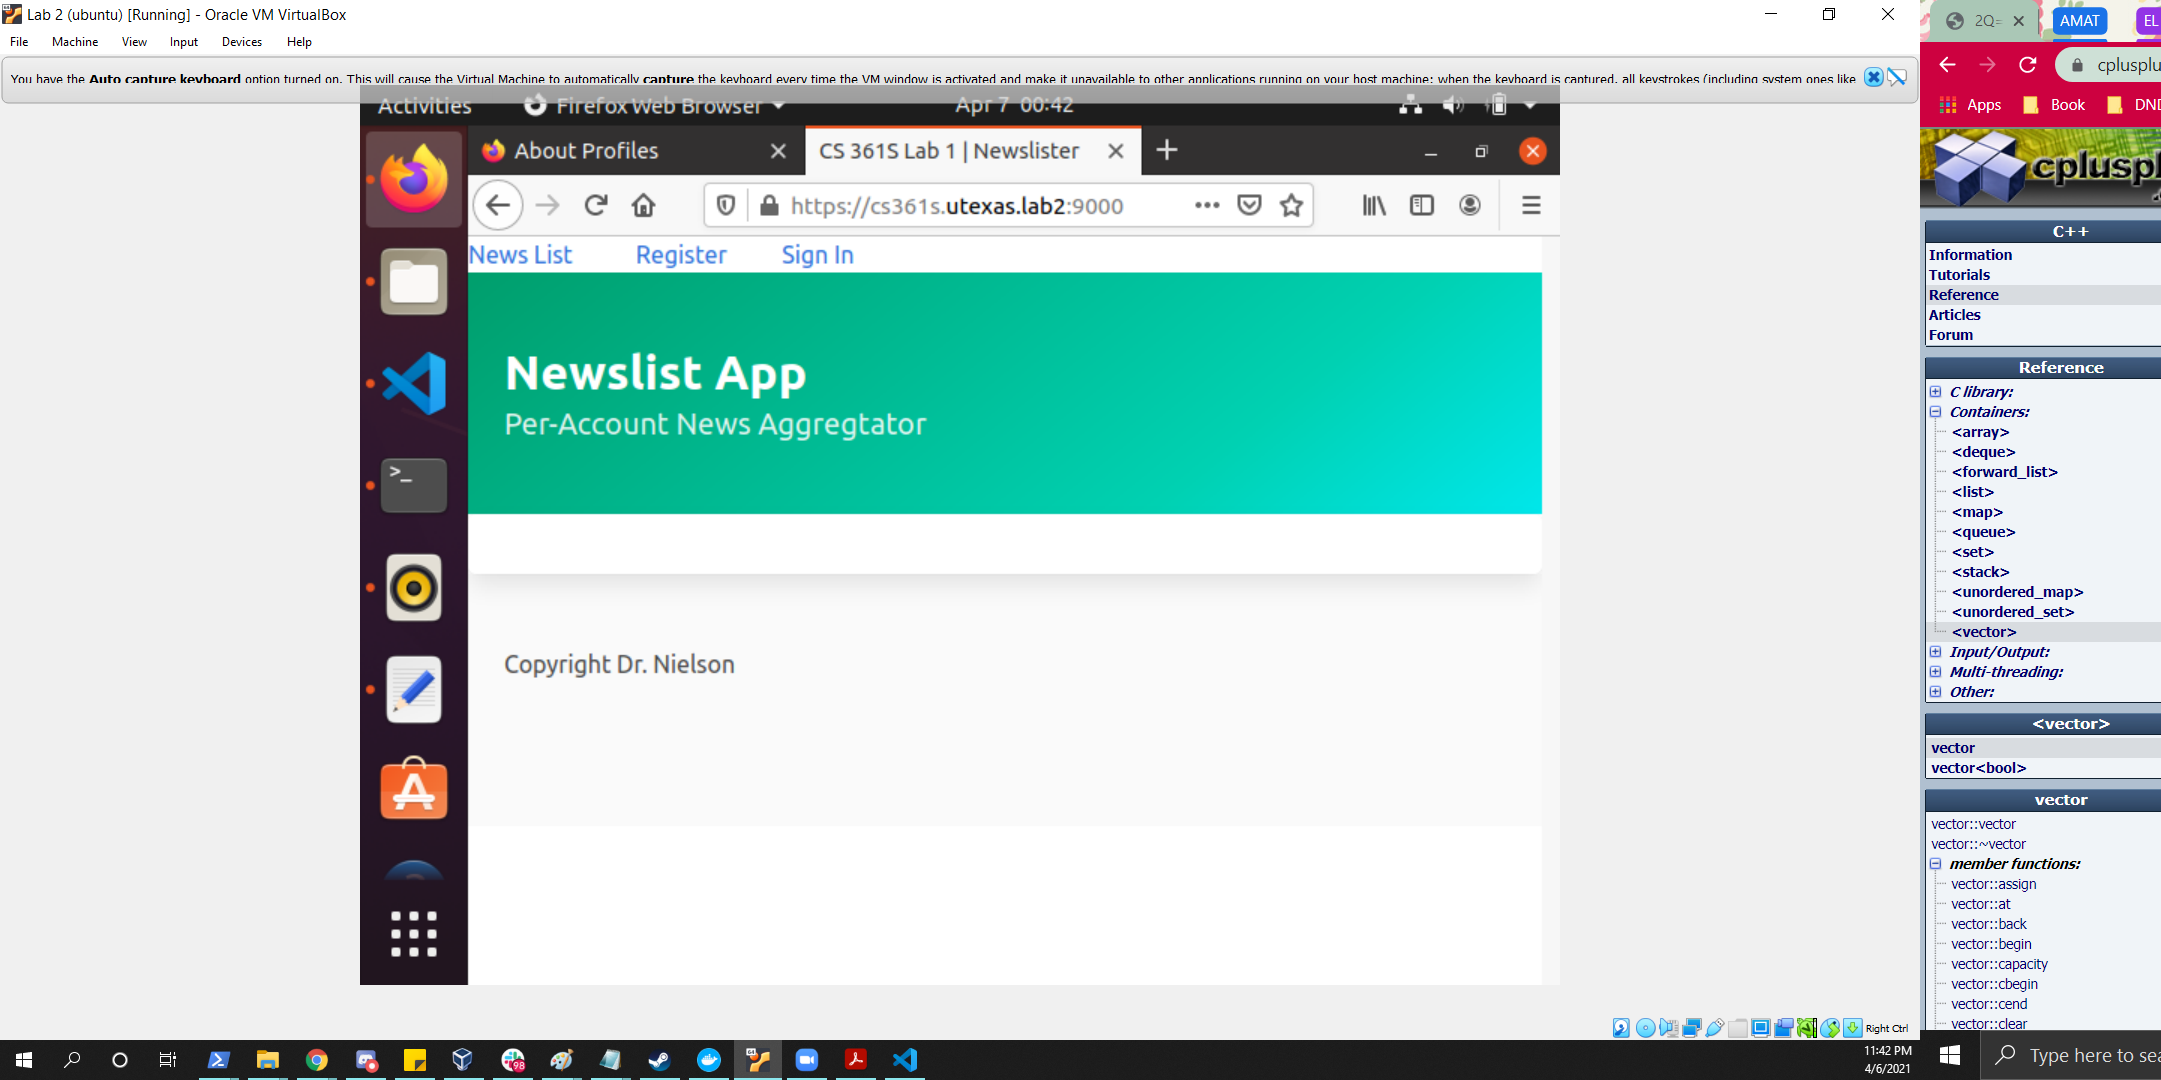 Lab 2 (ubuntu) [Running] - Oracle VM VirtualBox
File Machine View Input Devices Help
You have the Auto capture keyboard option turned on. This will cause the Virtual Machine to automatically capture the keyboard every time the VM window is activated and make it unavailable to other applications running on your host machine: when the keyboard is captured, all keystrokes (including system ones like
Activities Firefox Web Browser Apr 7 00:42
About Profiles CS 361S Lab 1 | Newslister
https://cs361s.utexas.lab2:9000
News List Register Sign In
Newslist App
Per-Account News Aggregtator
Copyright Dr. Nielson
Right Ctrl
11:42 PM
4/6/2021
2Q= AMAT EL
cplusplu
Apps Book DND
cpluspl
C++
Information
Tutorials
Reference
Articles
Forum
Reference
C library:
Containers:
<array>
<deque>
<forward_list>
<list>
<map>
<queue>
<set>
<stack>
<unordered_map>
<unordered_set>
<vector>
Input/Output:
Multi-threading:
Other:
<vector>
vector
vector<bool>
vector
vector::vector
vector::~vector
member functions:
vector::assign
vector::at
vector::back
vector::begin
vector::capacity
vector::cbegin
vector::cend
vector::clear
Type here to sea